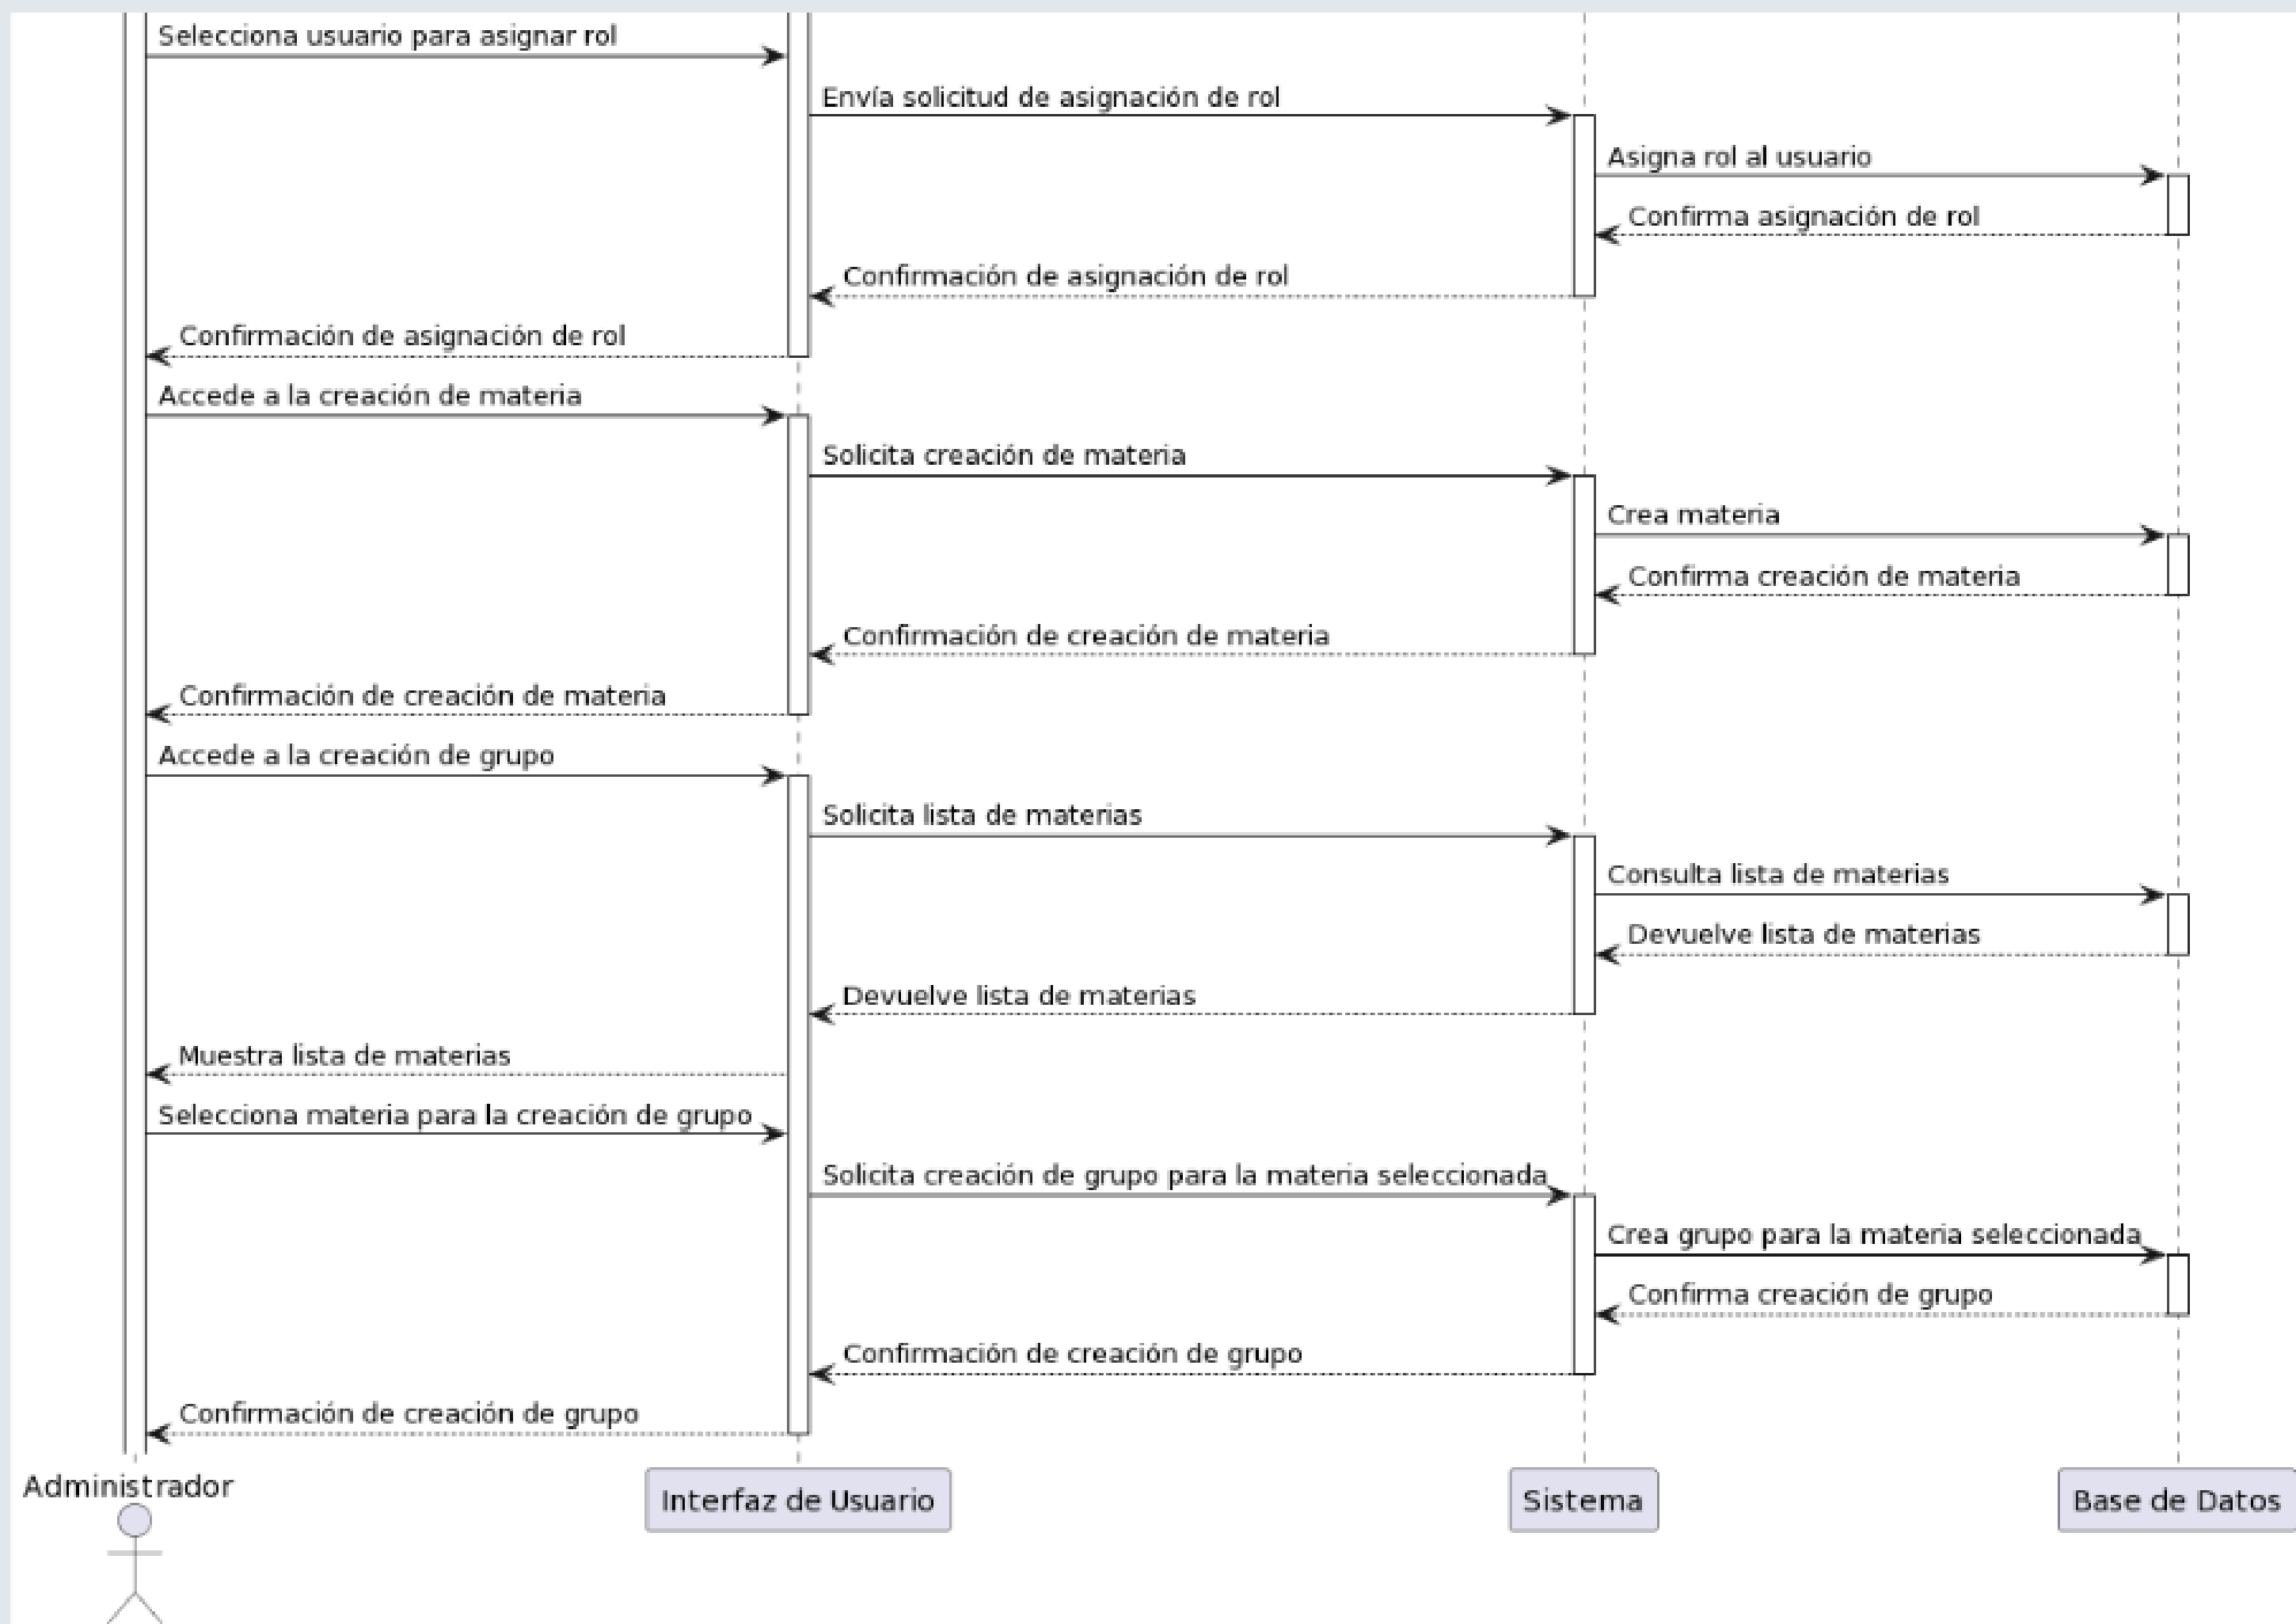 Selecciona usuario para asignar rol
Envía solicitud de asignación de rol
Asigna rol al usuario
Confirma asignación de rol
Confirmación de asignación de rol
Confirmación de asignación de rol
Accede a la creación de materia
Solicita creación de materia
Crea materia
Confirma creación de materia
Confirmación de creación de materia
Confirmación de creación de materia
Accede a la creación de grupo
Solicita lista de materias
Consulta lista de materias
Devuelve lista de materias
Devuelve lista de materias
Muestra lista de materias
Selecciona materia para la creación de grupo
Solicita creación de grupo para la materia seleccionada
Crea grupo para la materia seleccionada
Confirma creación de grupo
Confirmación de creación de grupo
Confirmación de creación de grupo
Administrador
Interfaz de Usuario
Sistema
Base de Datos